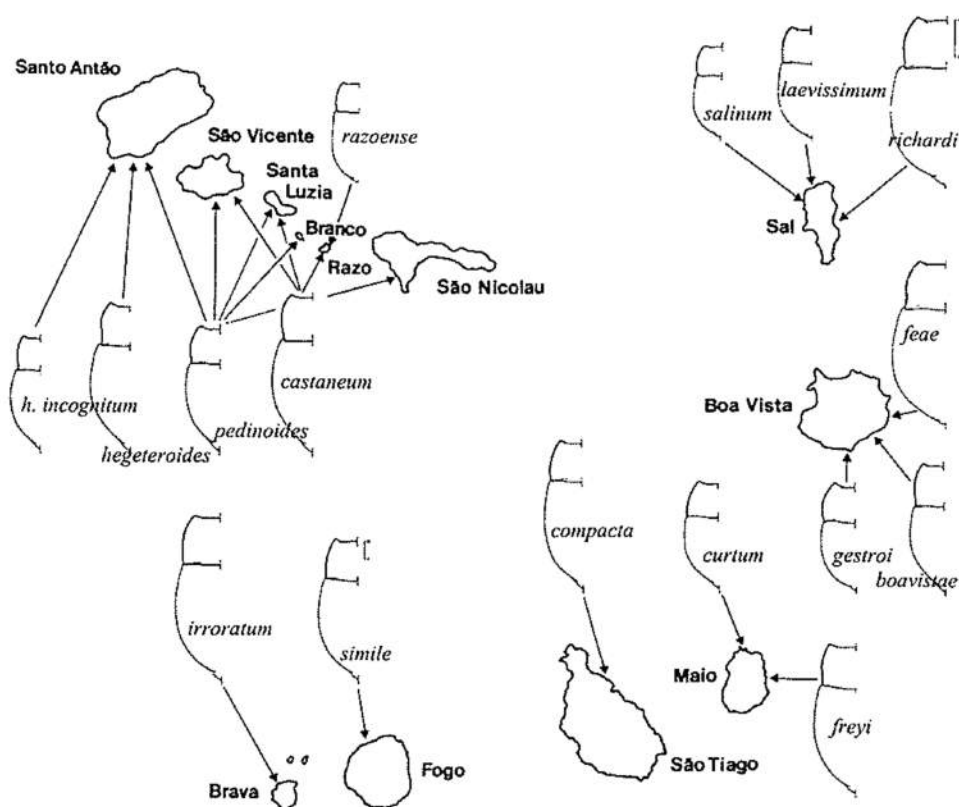 Santo Antão
São Vicente
razoense
Santa
Luzia
Branco
Razo
São Nicolau
h. incognitum
hegeteroides
pedinoides
castaneum
salinum
laevissimum
richardi
Sal
feae
Boa Vista
gestroi
boavistae
compacta
curtum
irroratum
simile
Maio
freyi
São Tiago
Brava
Fogo